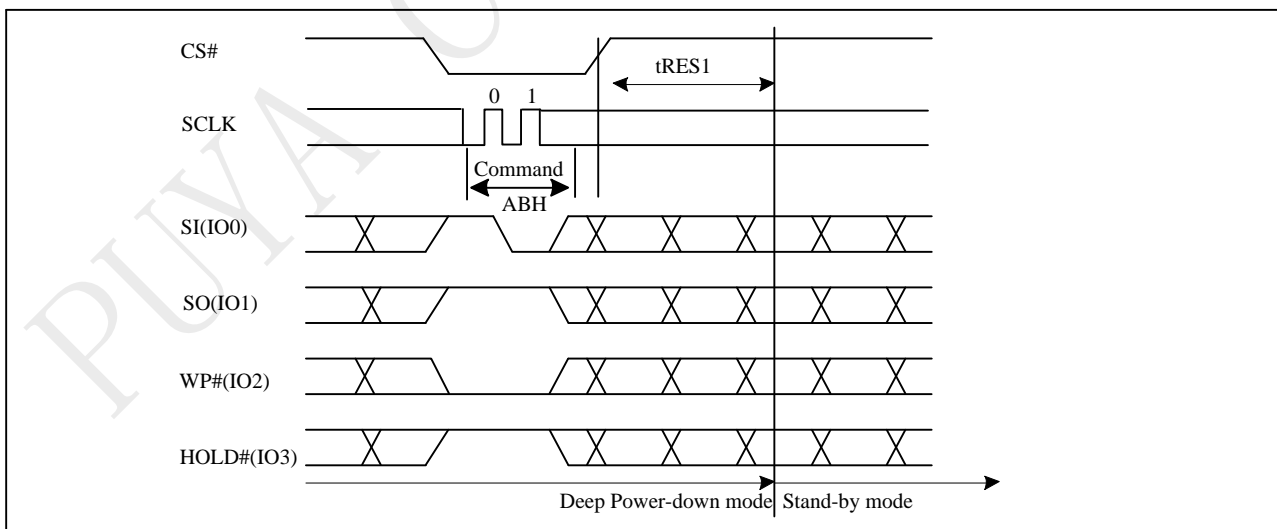 CS#
tRES1
0 1
SCLK
Command
ABH
SI(IO0)
SO(IO1)
WP#(IO2)
HOLD#(IO3)
Deep Power-down mode Stand-by mode
PUYA